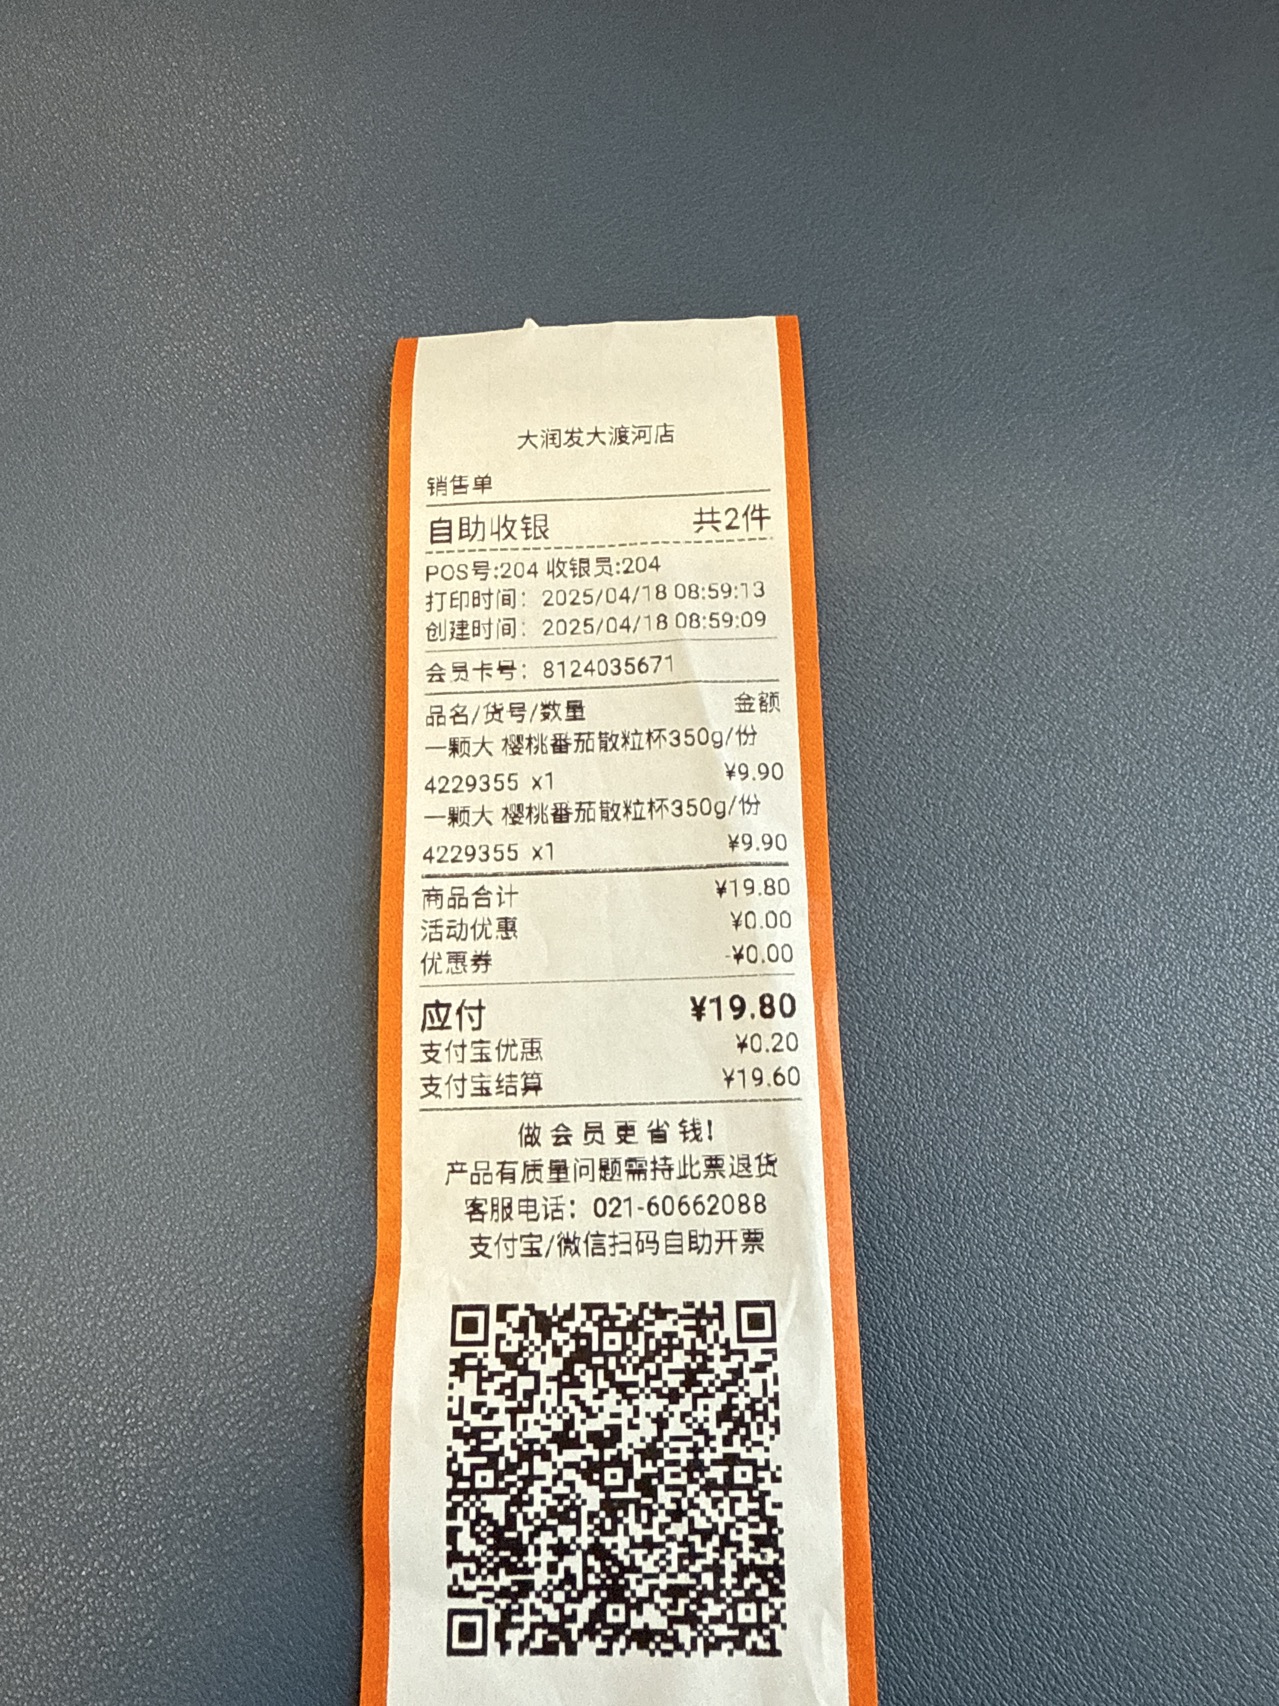 大润发大渡河店
销售单
自助收银 共2件
POS号:204 收银员:204
打印时间: 2025/04/18 08:59:13
创建时间: 2025/04/18 08:59:09
会员卡号: 8124035671
品名/货号/数量 金额
一颗大 樱桃番茄散粒杯350g/份
4229355 x1 ¥9.90
一颗大 樱桃番茄散粒杯350g/份
4229355 x1 ¥9.90
商品合计 ¥19.80
活动优惠 ¥0.00
优惠券 -¥0.00
应付 ¥19.80
支付宝优惠 ¥0.20
支付宝结算 ¥19.60
做会员更省钱!
产品有质量问题需持此票退货
客服电话: 021-60662088
支付宝/微信扫码自助开票